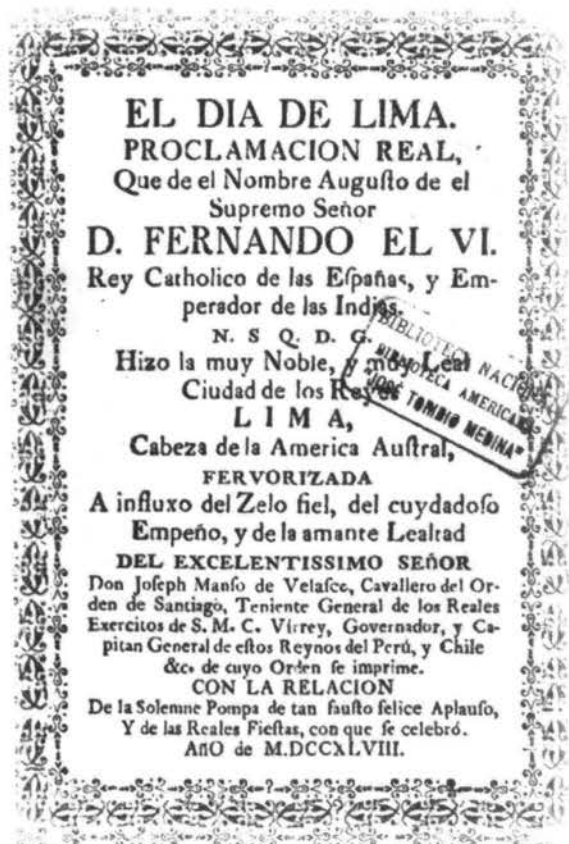 EL DIA DE LIMA.
PROCLAMACION REAL,
Que de el Nombre Auguſto de el
Supremo Señor
D. FERNANDO EL VI.
Rey Catholico de las Eſpañas, y Em-
perador de las Indias.
N. S Q. D. G.
Hizo la muy Noble, y muy Leal
Ciudad de los Reyes
LIMA,
Cabeza de la America Auſtral,
FERVORIZADA
A influxo del Zelo fiel, del cuydadoſo
Empeño, y de la amante Lealtad
DEL EXCELENTISSIMO SEÑOR
Don Joſeph Manſo de Velaſco, Cavallero del Or-
den de Santiago, Teniente General de los Reales
Exercitos de S. M. C. Virrey, Governador, y Ca-
pitan General de eſtos Reynos del Perú, y Chile
&c. de cuyo Orden ſe imprime.
CON LA RELACION
De la Solemne Pompa de tan fauſto felice Aplauſo,
Y de las Reales Fieſtas, con que ſe celebró.
AñO de M.DCCXLVIII.
BIBLIOTECA NACIONAL
BIBLIOTECA AMERICANA
"JOSÉ TORIBIO MEDINA"